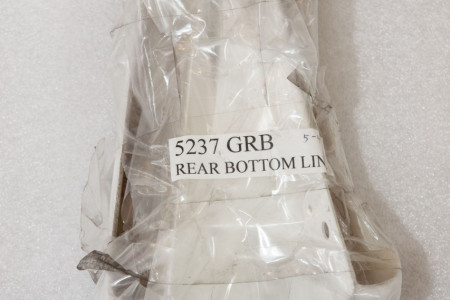 5237 GRB
REAR BOTTOM LIN